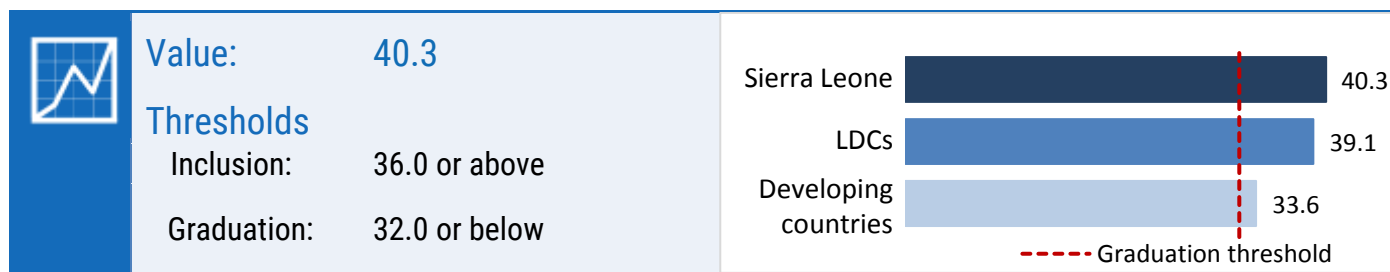 Value: 40.3
Thresholds
Inclusion: 36.0 or above
Graduation: 32.0 or below
Sierra Leone 40.3
LDCs 39.1
Developing
countries 33.6
Graduation threshold